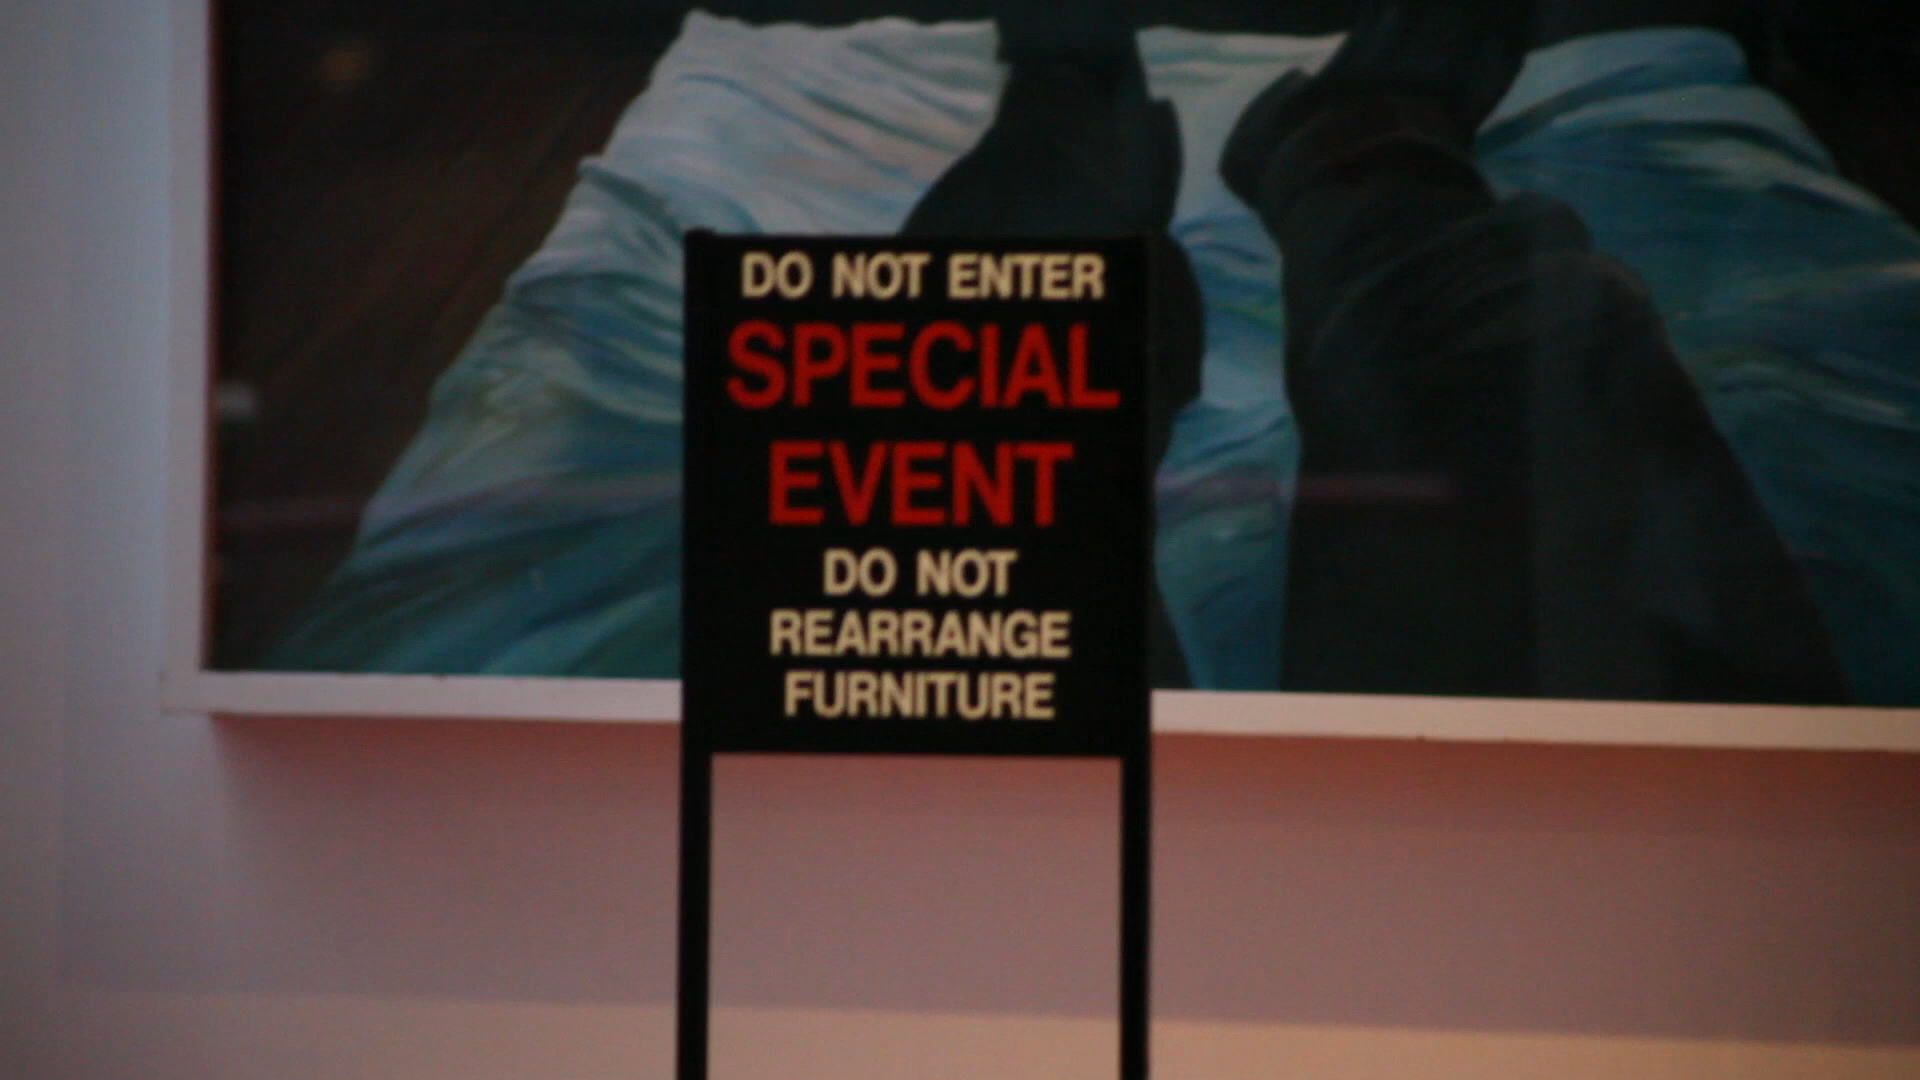 DO NOT ENTER
SPECIAL
EVENT
DO NOT
REARRANGE
FURNITURE